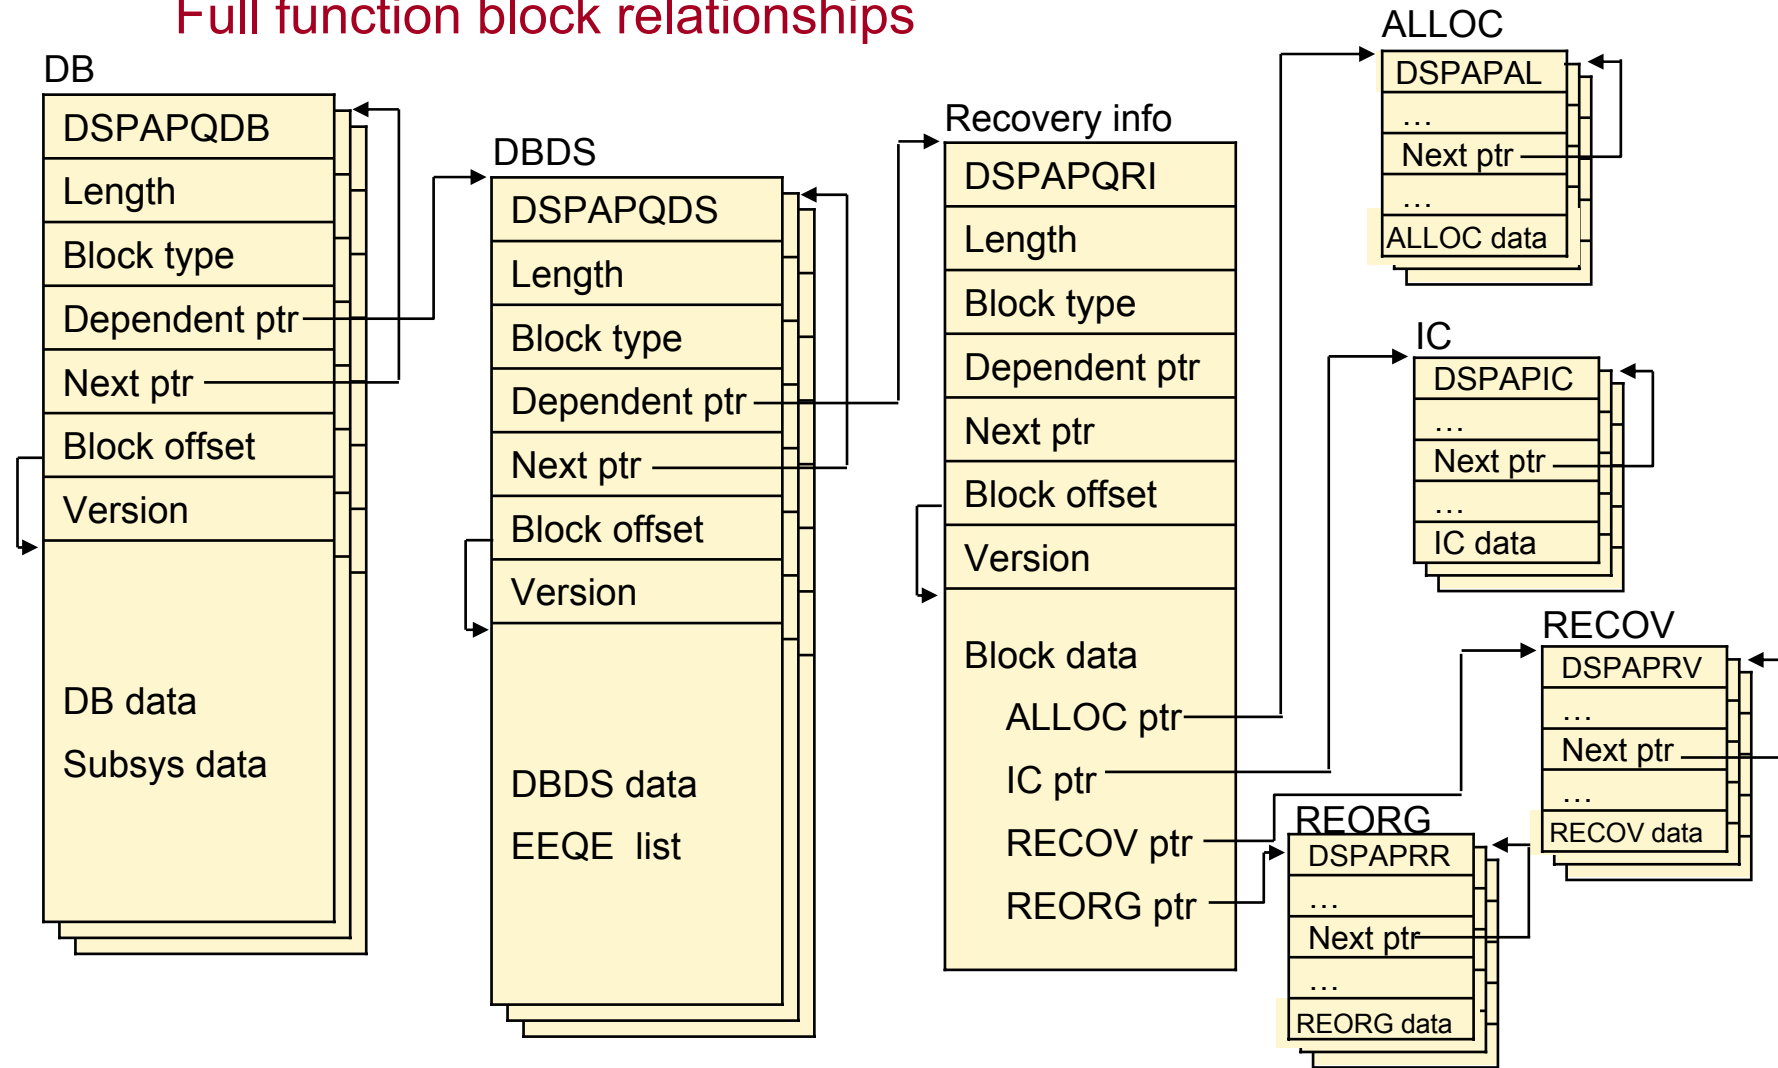 Full function block relationships
DB
DSPAPQDB
Length
Block type
Dependent ptr
Next ptr
Block offset
Version
DB data
Subsys data
DBDS
DSPAPQDS
Length
Block type
Dependent ptr
Next ptr
Block offset
Version
DBDS data
EEQE list
Recovery info
DSPAPQRI
Length
Block type
Dependent ptr
Next ptr
Block offset
Version
Block data
ALLOC ptr
IC ptr
RECOV ptr
REORG ptr
ALLOC
DSPAPAL
...
Next ptr
...
ALLOC data
IC
DSPAPIC
...
Next ptr
...
IC data
RECOV
DSPAPRV
...
Next ptr
...
RECOV data
REORG
DSPAPRR
...
Next ptr
...
REORG data